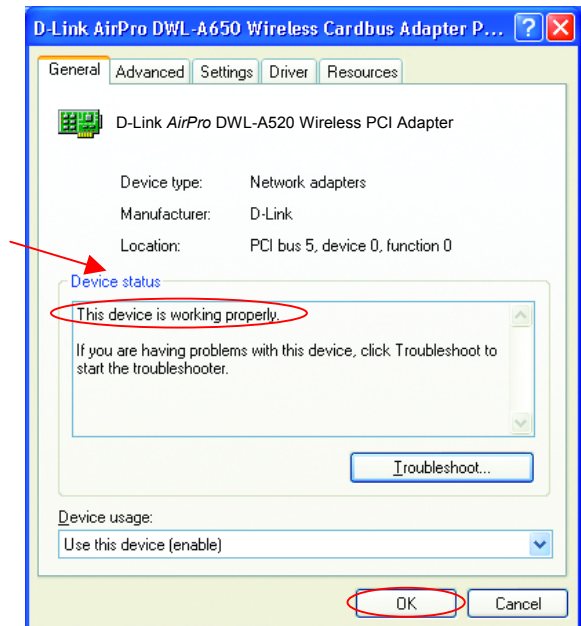 D-Link AirPro DWL-A650 Wireless Cardbus Adapter P...
General Advanced Settings Driver Resources
D-Link AirPro DWL-A520 Wireless PCI Adapter
Device type: Network adapters
Manufacturer: D-Link
Location: PCI bus 5, device 0, function 0
Device status
This device is working properly.
If you are having problems with this device, click Troubleshoot to
start the troubleshooter.
Troubleshoot...
Device usage:
Use this device (enable)
OK Cancel